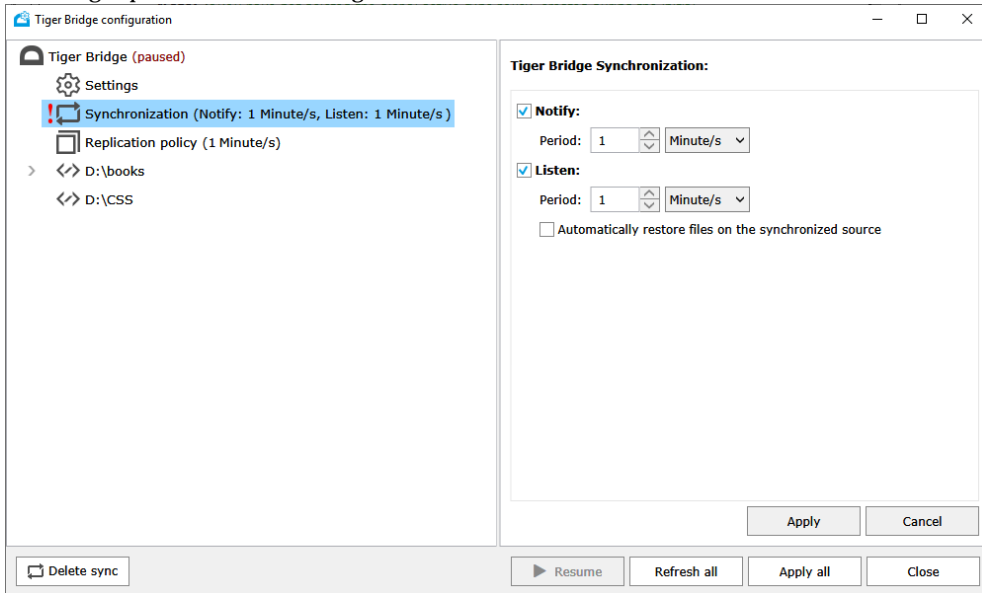 Tiger Bridge configuration
Tiger Bridge (paused)
Settings
Synchronization (Notify: 1 Minute/s, Listen: 1 Minute/s )
Replication policy (1 Minute/s)
D:\books
D:\CSS
Tiger Bridge Synchronization:
Notify:
Period: 1 Minute/s
Listen:
Period: 1 Minute/s
Automatically restore files on the synchronized source
Apply Cancel
Delete sync Resume Refresh all Apply all Close